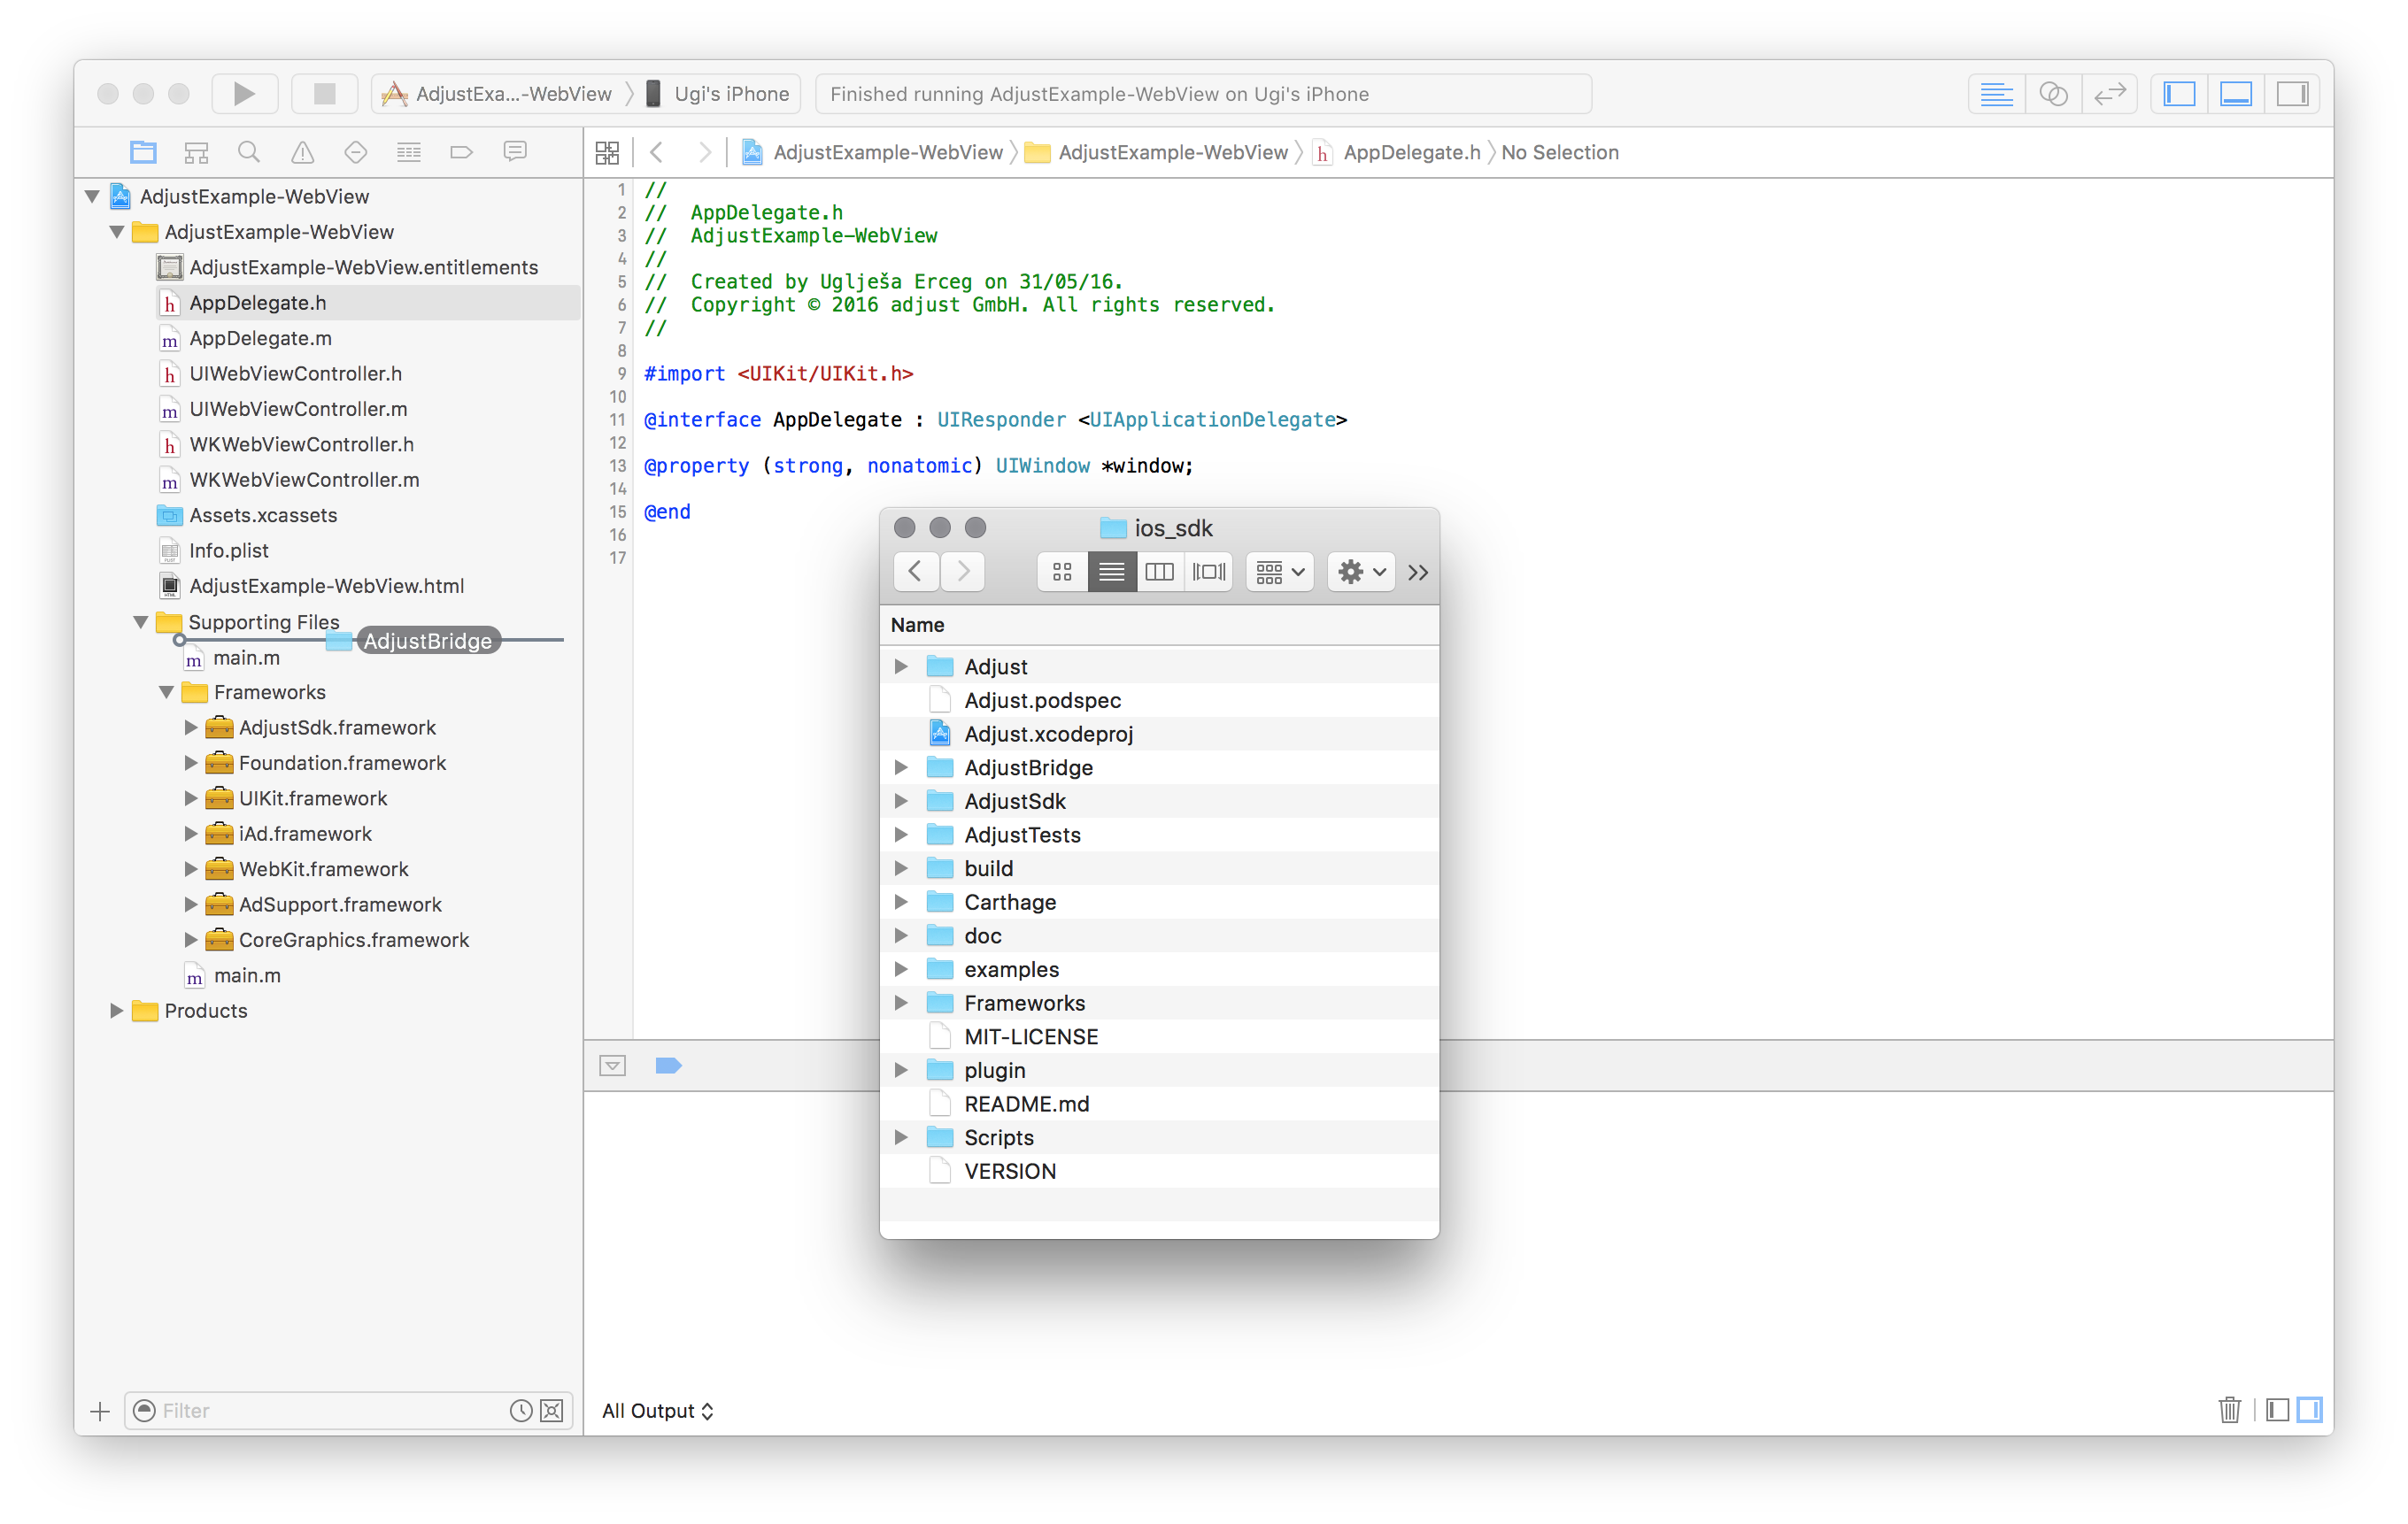 AdjustExa...-WebView
Ugi's iPhone
Finished running AdjustExample-WebView on Ugi's iPhone
AdjustExample-WebView
AdjustExample-WebView
AppDelegate.h
No Selection
AdjustExample-WebView
AdjustExample-WebView
AdjustExample-WebView.entitlements
AppDelegate.h
AppDelegate.m
UIWebViewController.h
UIWebViewController.m
WKWebViewController.h
WKWebViewController.m
Assets.xcassets
Info.plist
AdjustExample-WebView.html
Supporting Files
AdjustBridge
main.m
Frameworks
AdjustSdk.framework
Foundation.framework
UIKit.framework
iAd.framework
WebKit.framework
AdSupport.framework
CoreGraphics.framework
main.m
Products
Filter
1 //
2 // AppDelegate.h
3 // AdjustExample-WebView
4 //
5 // Created by Uglješa Erceg on 31/05/16.
6 // Copyright © 2016 adjust GmbH. All rights reserved.
7 //
8
9 #import <UIKit/UIKit.h>
10
11 @interface AppDelegate : UIResponder <UIApplicationDelegate>
12
13 @property (strong, nonatomic) UIWindow *window;
14
15 @end
16
17
ios_sdk
Name
Adjust
Adjust.podspec
Adjust.xcodeproj
AdjustBridge
AdjustSdk
AdjustTests
build
Carthage
doc
examples
Frameworks
MIT-LICENSE
plugin
README.md
Scripts
VERSION
All Output